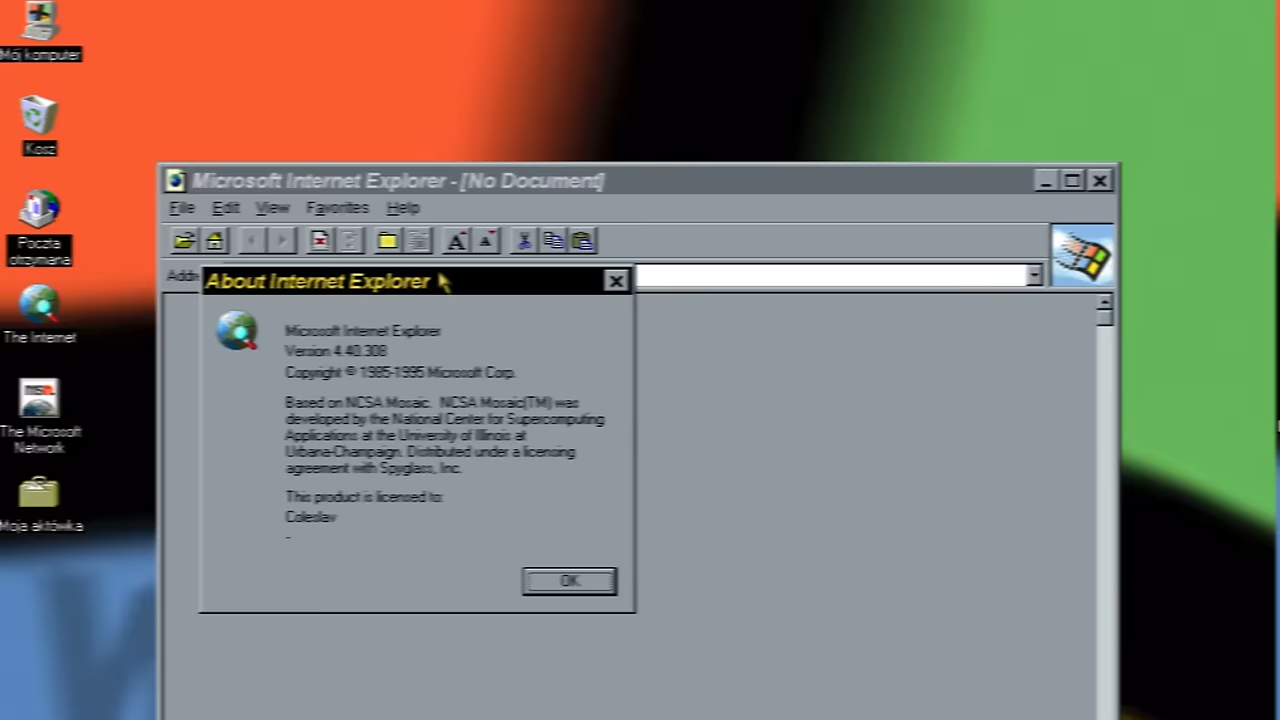 Mój komputer
Kosz
Poczta
otrzymana
The Internet
msn
The Microsoft
Network
Moja aktówka
Microsoft Internet Explorer - [No Document]
File Edit View Favorites Help
About Internet Explorer
Microsoft Internet Explorer
Version 4.40.308
Copyright © 1985-1995 Microsoft Corp.
Based on NCSA Mosaic. NCSA Mosaic(TM) was
developed by the National Center for Supercomputing
Applications at the University of Illinois at
Urbana-Champaign. Distributed under a licensing
agreement with Spyglass, Inc.
This product is licensed to:
Coleslav
-
OK